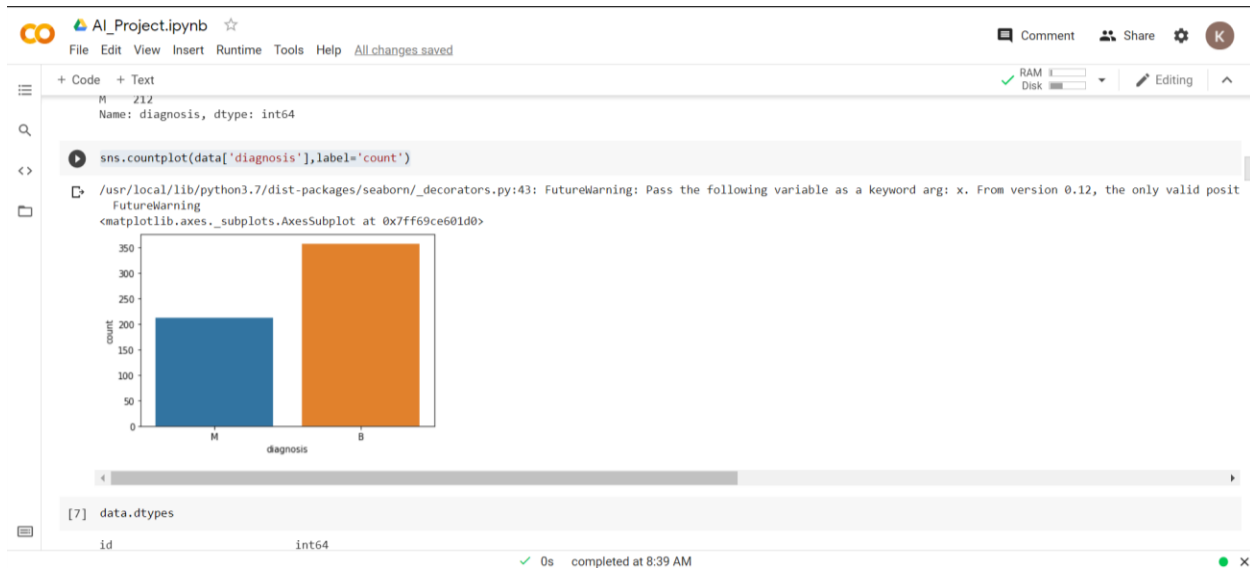 AI_Project.ipynb
File Edit View Insert Runtime Tools Help All changes saved
Comment Share K
+ Code + Text
RAM
Disk
Editing
M 212
Name: diagnosis, dtype: int64
sns.countplot(data['diagnosis'],label='count')
/usr/local/lib/python3.7/dist-packages/seaborn/_decorators.py:43: FutureWarning: Pass the following variable as a keyword arg: x. From version 0.12, the only valid posit
FutureWarning
<matplotlib.axes._subplots.AxesSubplot at 0x7ff69ce601d0>
350
300
250
200
150
100
50
0
count
M B
diagnosis
[7] data.dtypes
id int64
0s completed at 8:39 AM